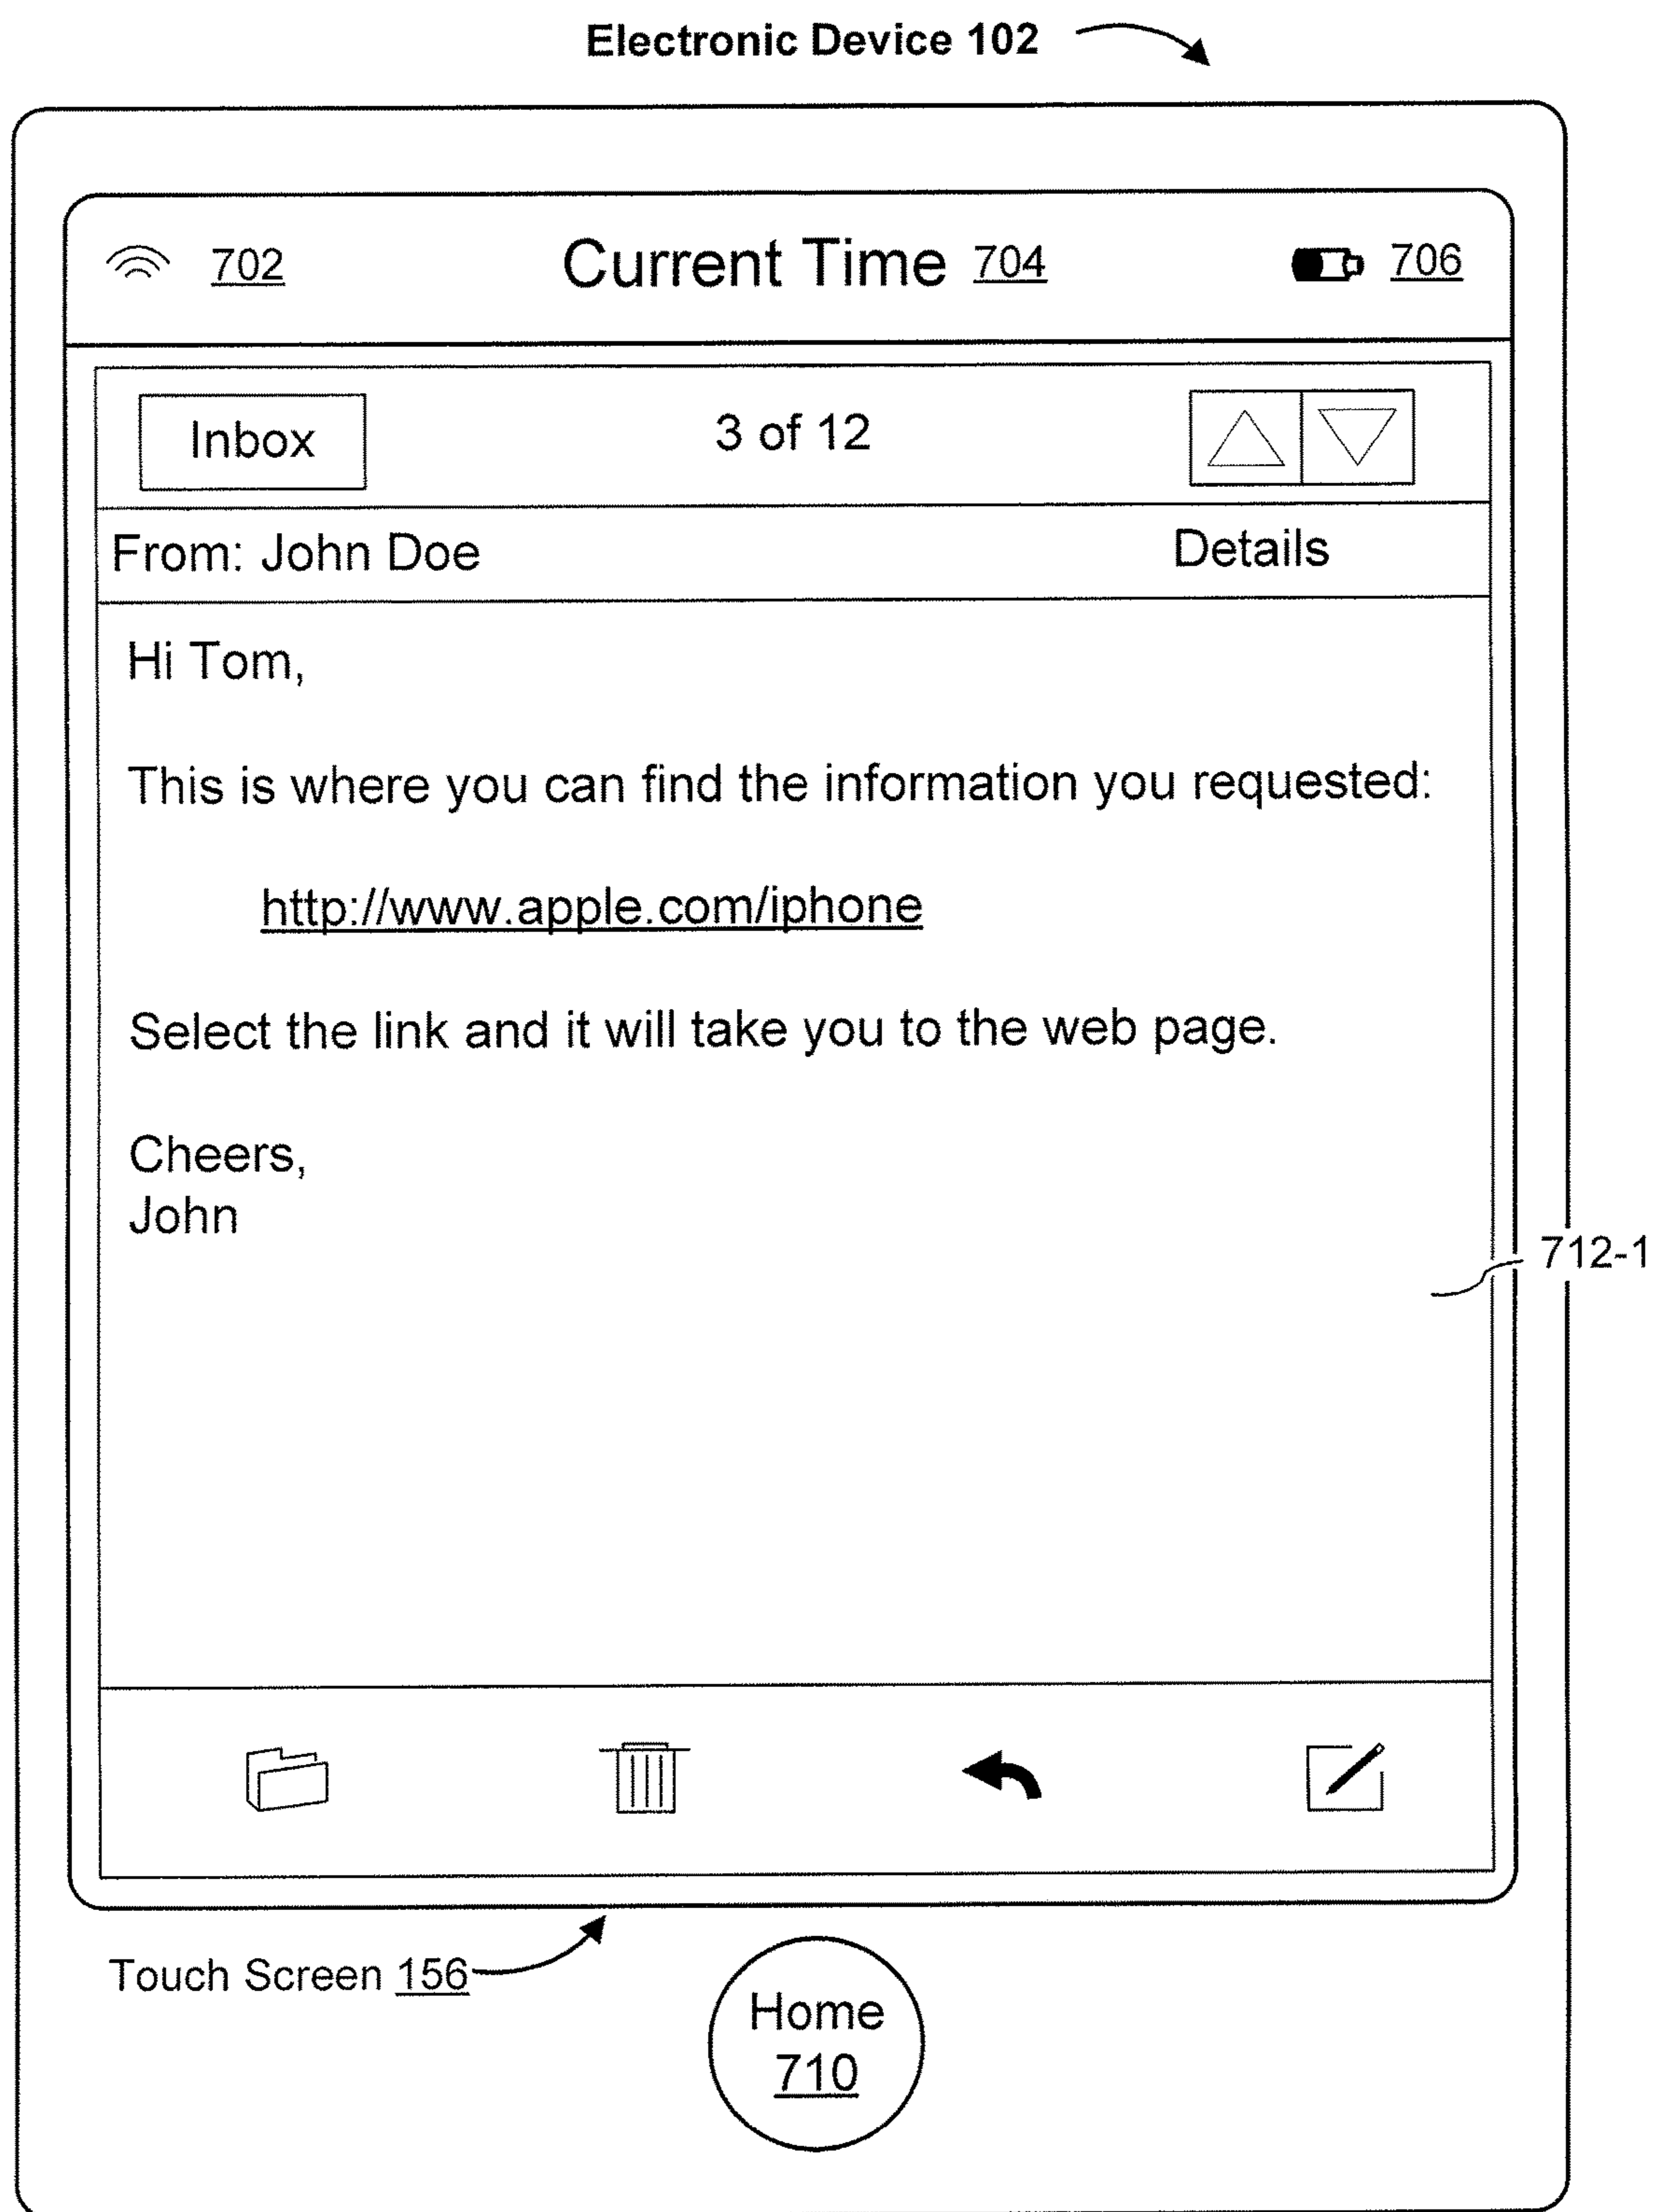 Electronic Device 102
702 Current Time 704 706
Inbox 3 of 12
From: John Doe Details
Hi Tom,
This is where you can find the information you requested:
http://www.apple.com/iphone
Select the link and it will take you to the web page.
Cheers,
John
712-1
Touch Screen 156
Home
710